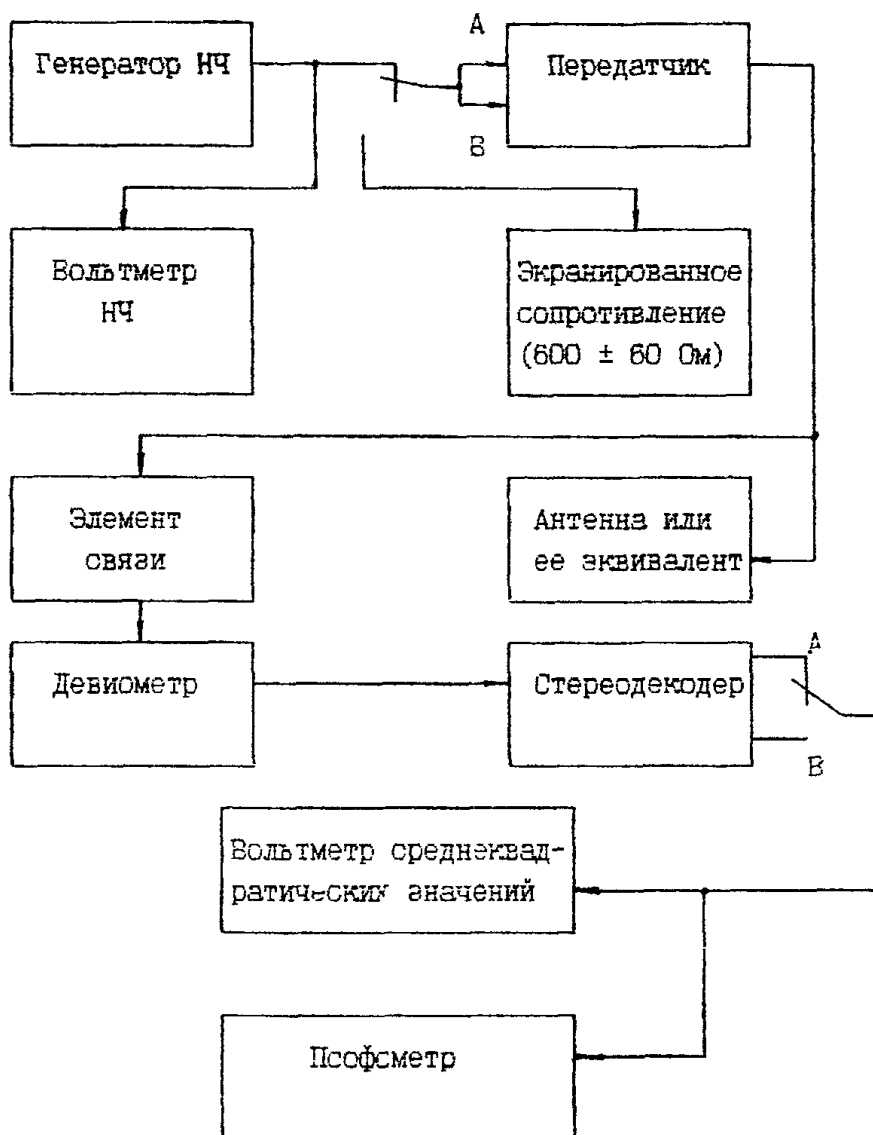 A
Генератор НЧ
Передатчик
B
Вольтметр
НЧ
Экранированное
сопротивление
(600 ± 60 Ом)
Элемент
связи
Антенна или
ее эквивалент
Девиометр
Стереодекодер
A
B
Вольтметр среднеквад-
ратических значений
Псофсметр